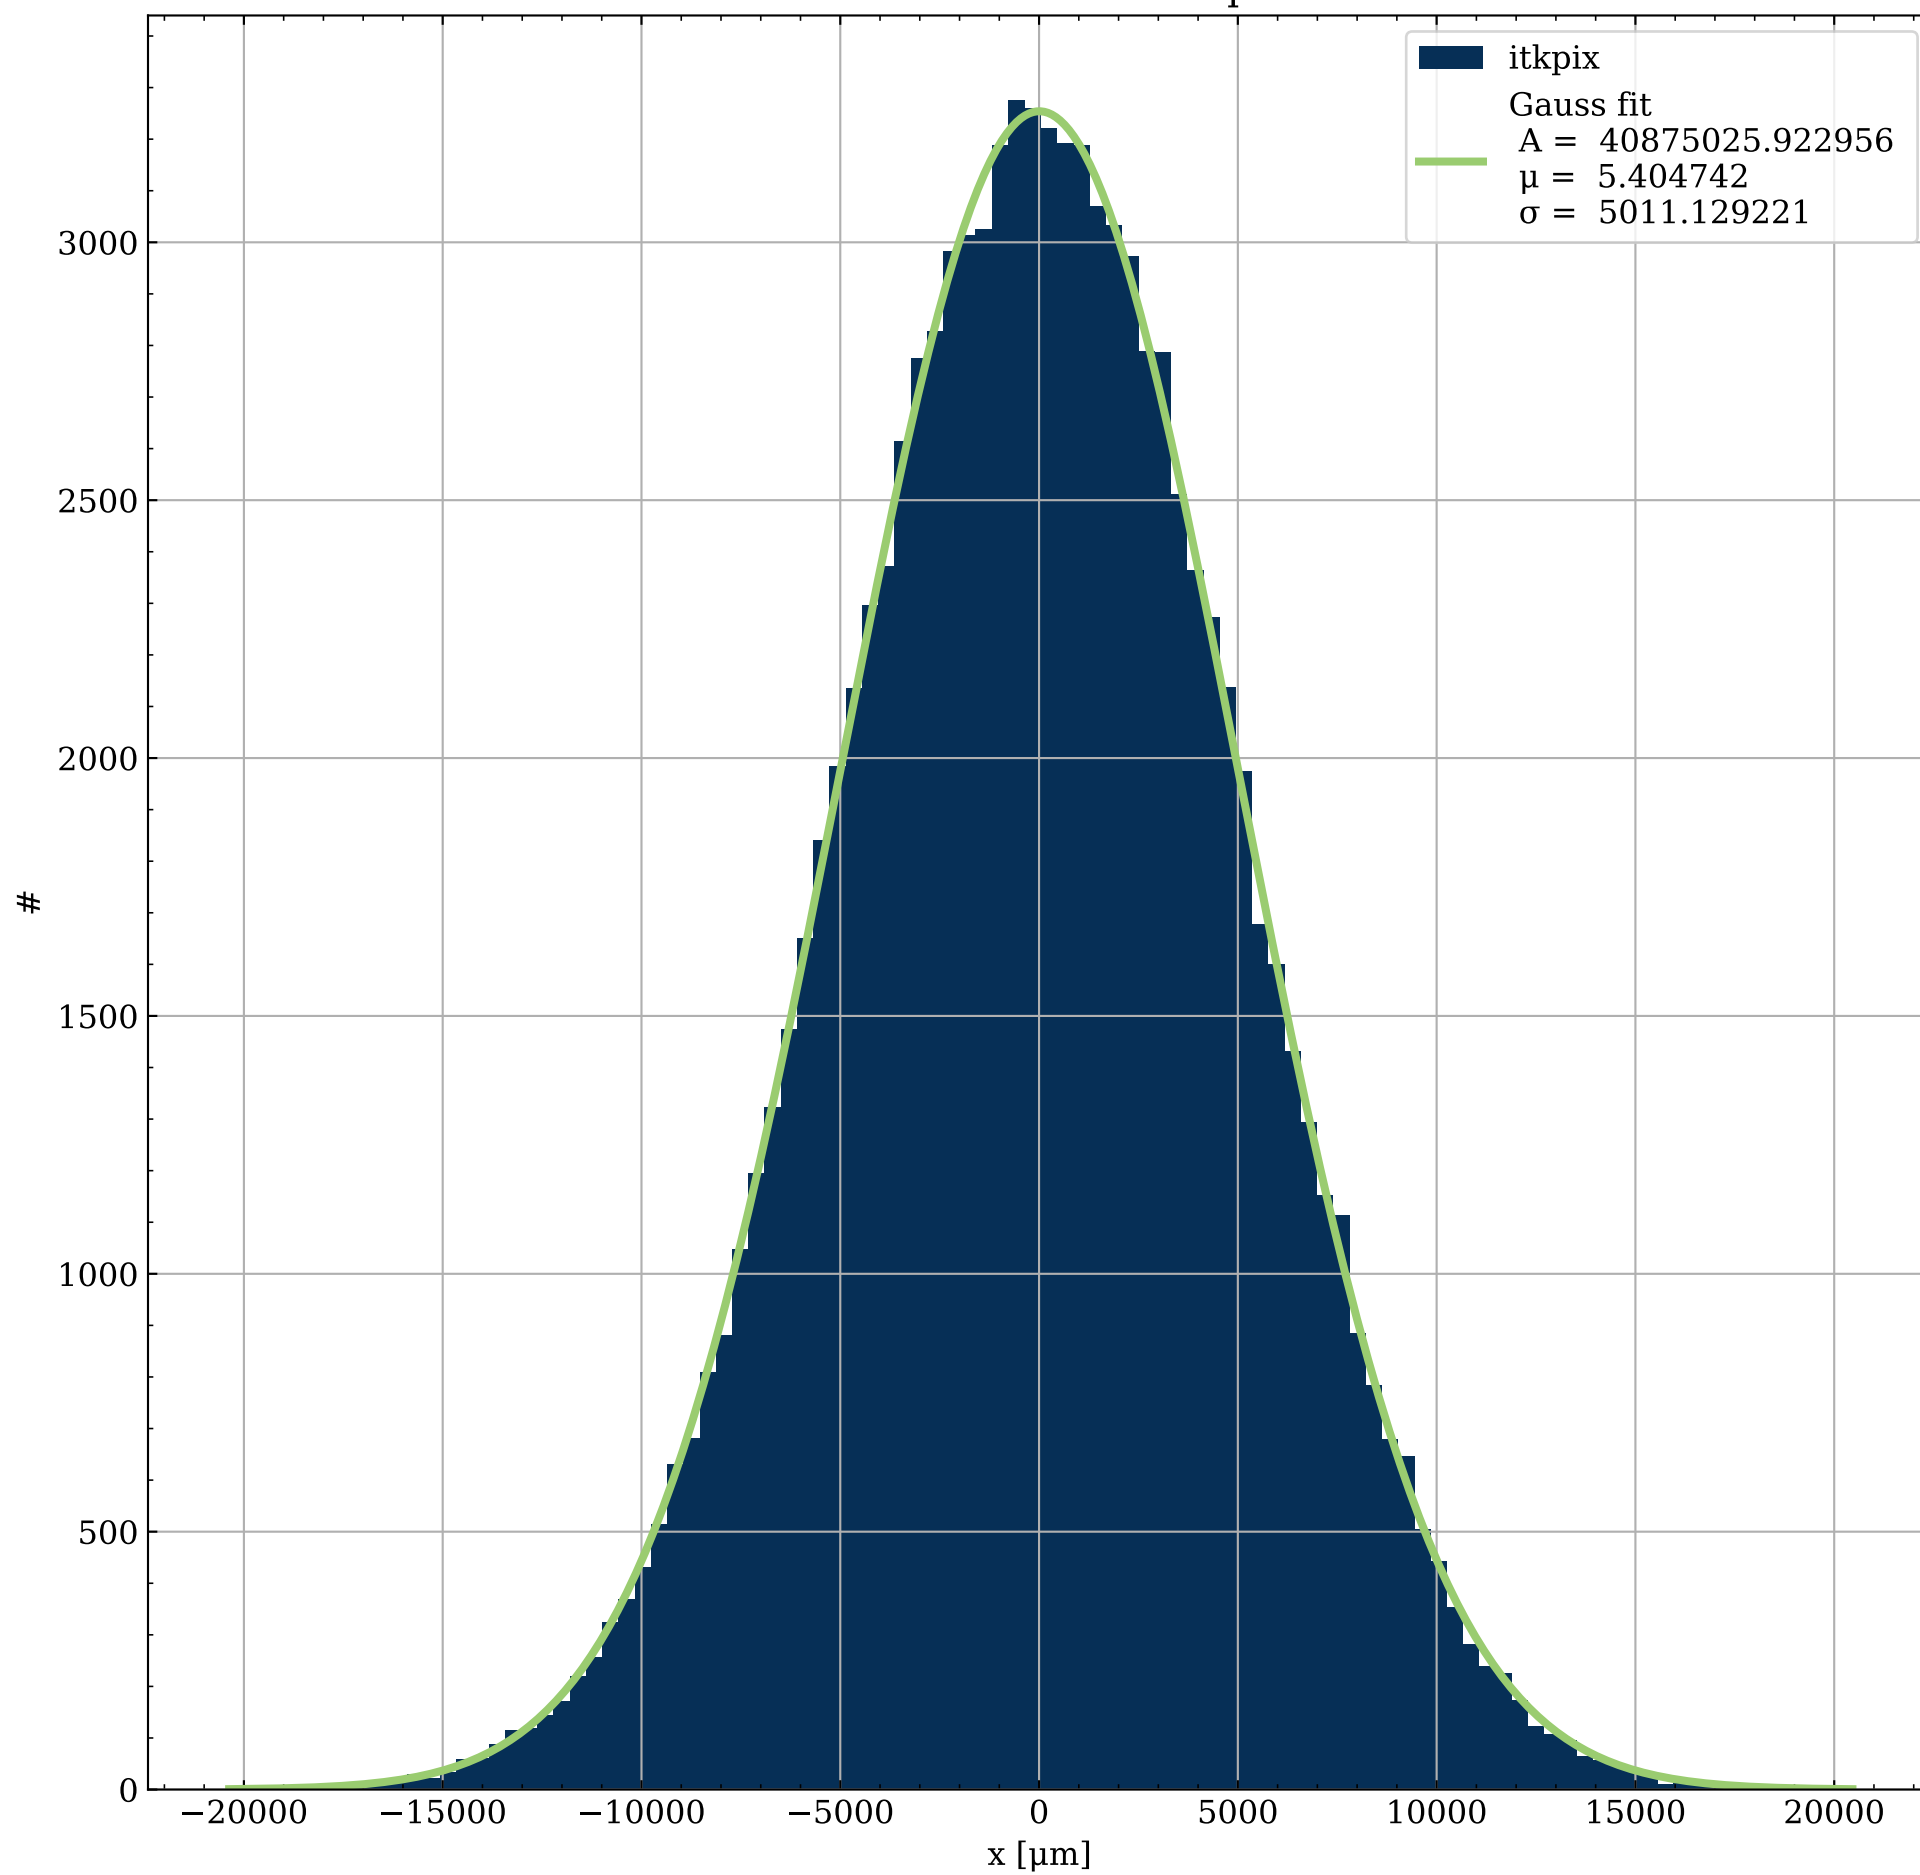 itkpix
Gauss fit
A = 40875025.922956
μ = 5.404742
σ = 5011.129221
3000
2500
2000
1500
1000
500
0
#
−20000 −15000 −10000 −5000 0 5000 10000 15000 20000
x [μm]